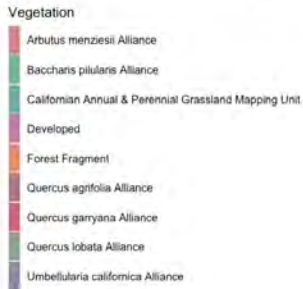 Vegetation
Arbutus menziesii Alliance
Baccharis pilularis Alliance
Californian Annual & Perennial Grassland Mapping Unit
Developed
Forest Fragment
Quercus agrifolia Alliance
Quercus garryana Alliance
Quercus lobata Alliance
Umbellularia californica Alliance